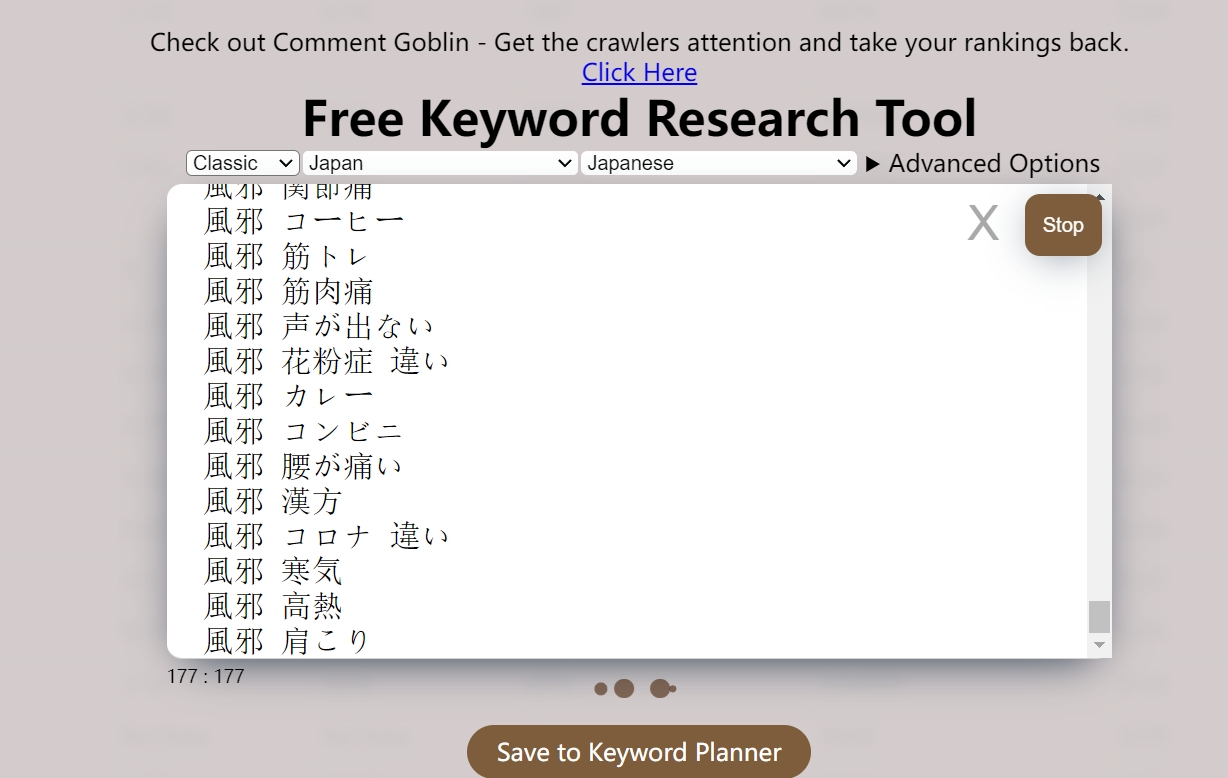 Check out Comment Goblin - Get the crawlers attention and take your rankings back.
Click Here
Free Keyword Research Tool
Classic Japan Japanese ▶ Advanced Options
風邪 関節痛
X Stop
風邪 コーヒー
風邪 筋トレ
風邪 筋肉痛
風邪 声が出ない
風邪 花粉症 違い
風邪 カレー
風邪 コンビニ
風邪 腰が痛い
風邪 漢方
風邪 コロナ 違い
風邪 寒気
風邪 高熱
風邪 肩こり
177 : 177
Save to Keyword Planner